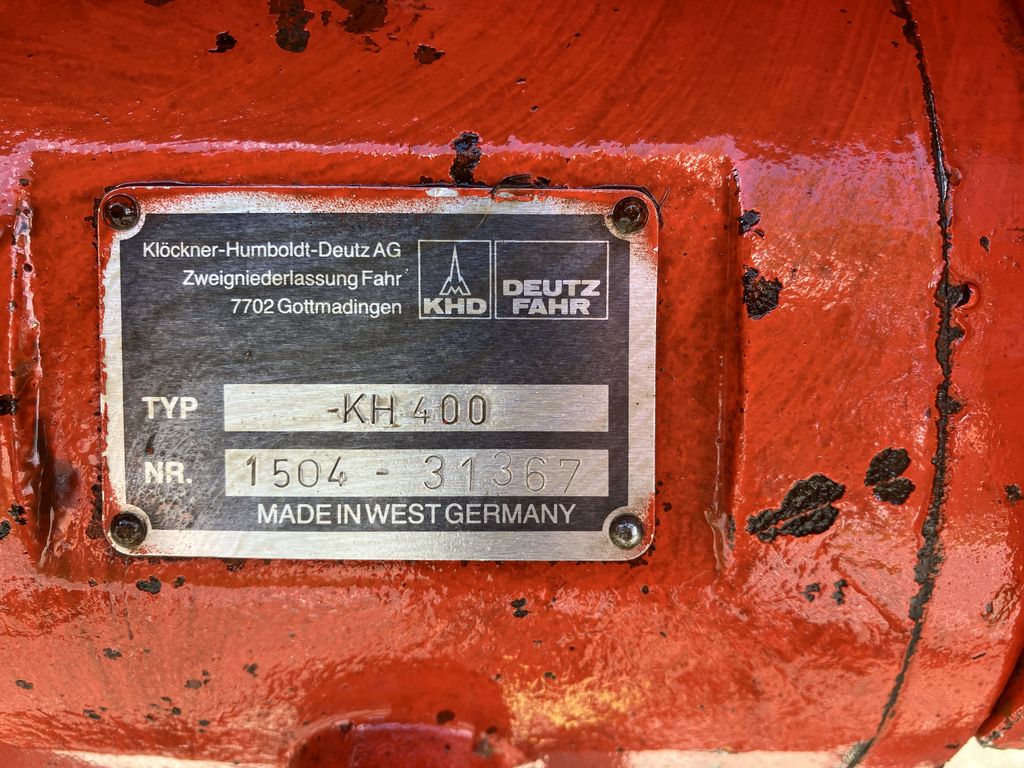 Klöckner-Humboldt-Deutz AG
Zweigniederlassung Fahr
7702 Gottmadingen
KHD
DEUTZ
FAHR
TYP -KH 400
NR. 1504 - 31367
MADE IN WEST GERMANY